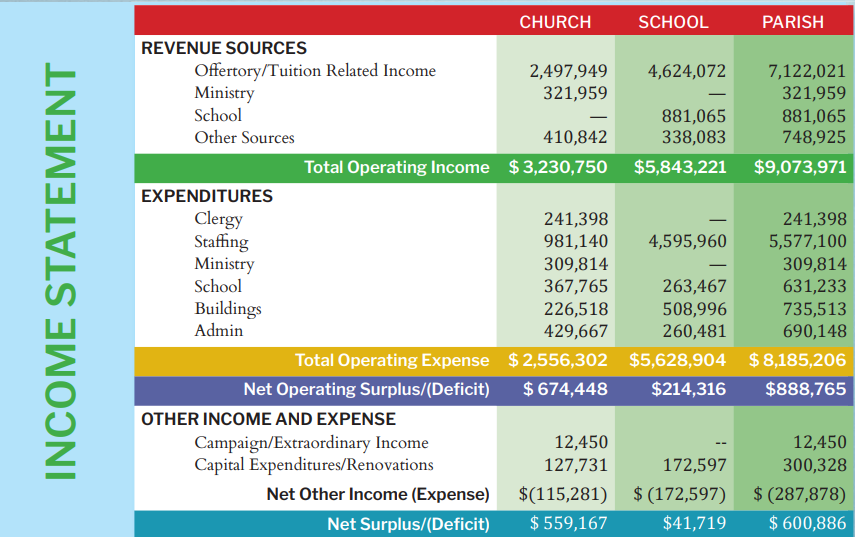 INCOME STATEMENT
CHURCH SCHOOL PARISH
REVENUE SOURCES
Offertory/Tuition Related Income 2,497,949 4,624,072 7,122,021
Ministry 321,959 — 321,959
School — 881,065 881,065
Other Sources 410,842 338,083 748,925
Total Operating Income $ 3,230,750 $5,843,221 $9,073,971
EXPENDITURES
Clergy 241,398 — 241,398
Staffing 981,140 4,595,960 5,577,100
Ministry 309,814 — 309,814
School 367,765 263,467 631,233
Buildings 226,518 508,996 735,513
Admin 429,667 260,481 690,148
Total Operating Expense $ 2,556,302 $5,628,904 $ 8,185,206
Net Operating Surplus/(Deficit) $ 674,448 $214,316 $888,765
OTHER INCOME AND EXPENSE
Campaign/Extraordinary Income 12,450 -- 12,450
Capital Expenditures/Renovations 127,731 172,597 300,328
Net Other Income (Expense) $(115,281) $ (172,597) $ (287,878)
Net Surplus/(Deficit) $ 559,167 $41,719 $ 600,886